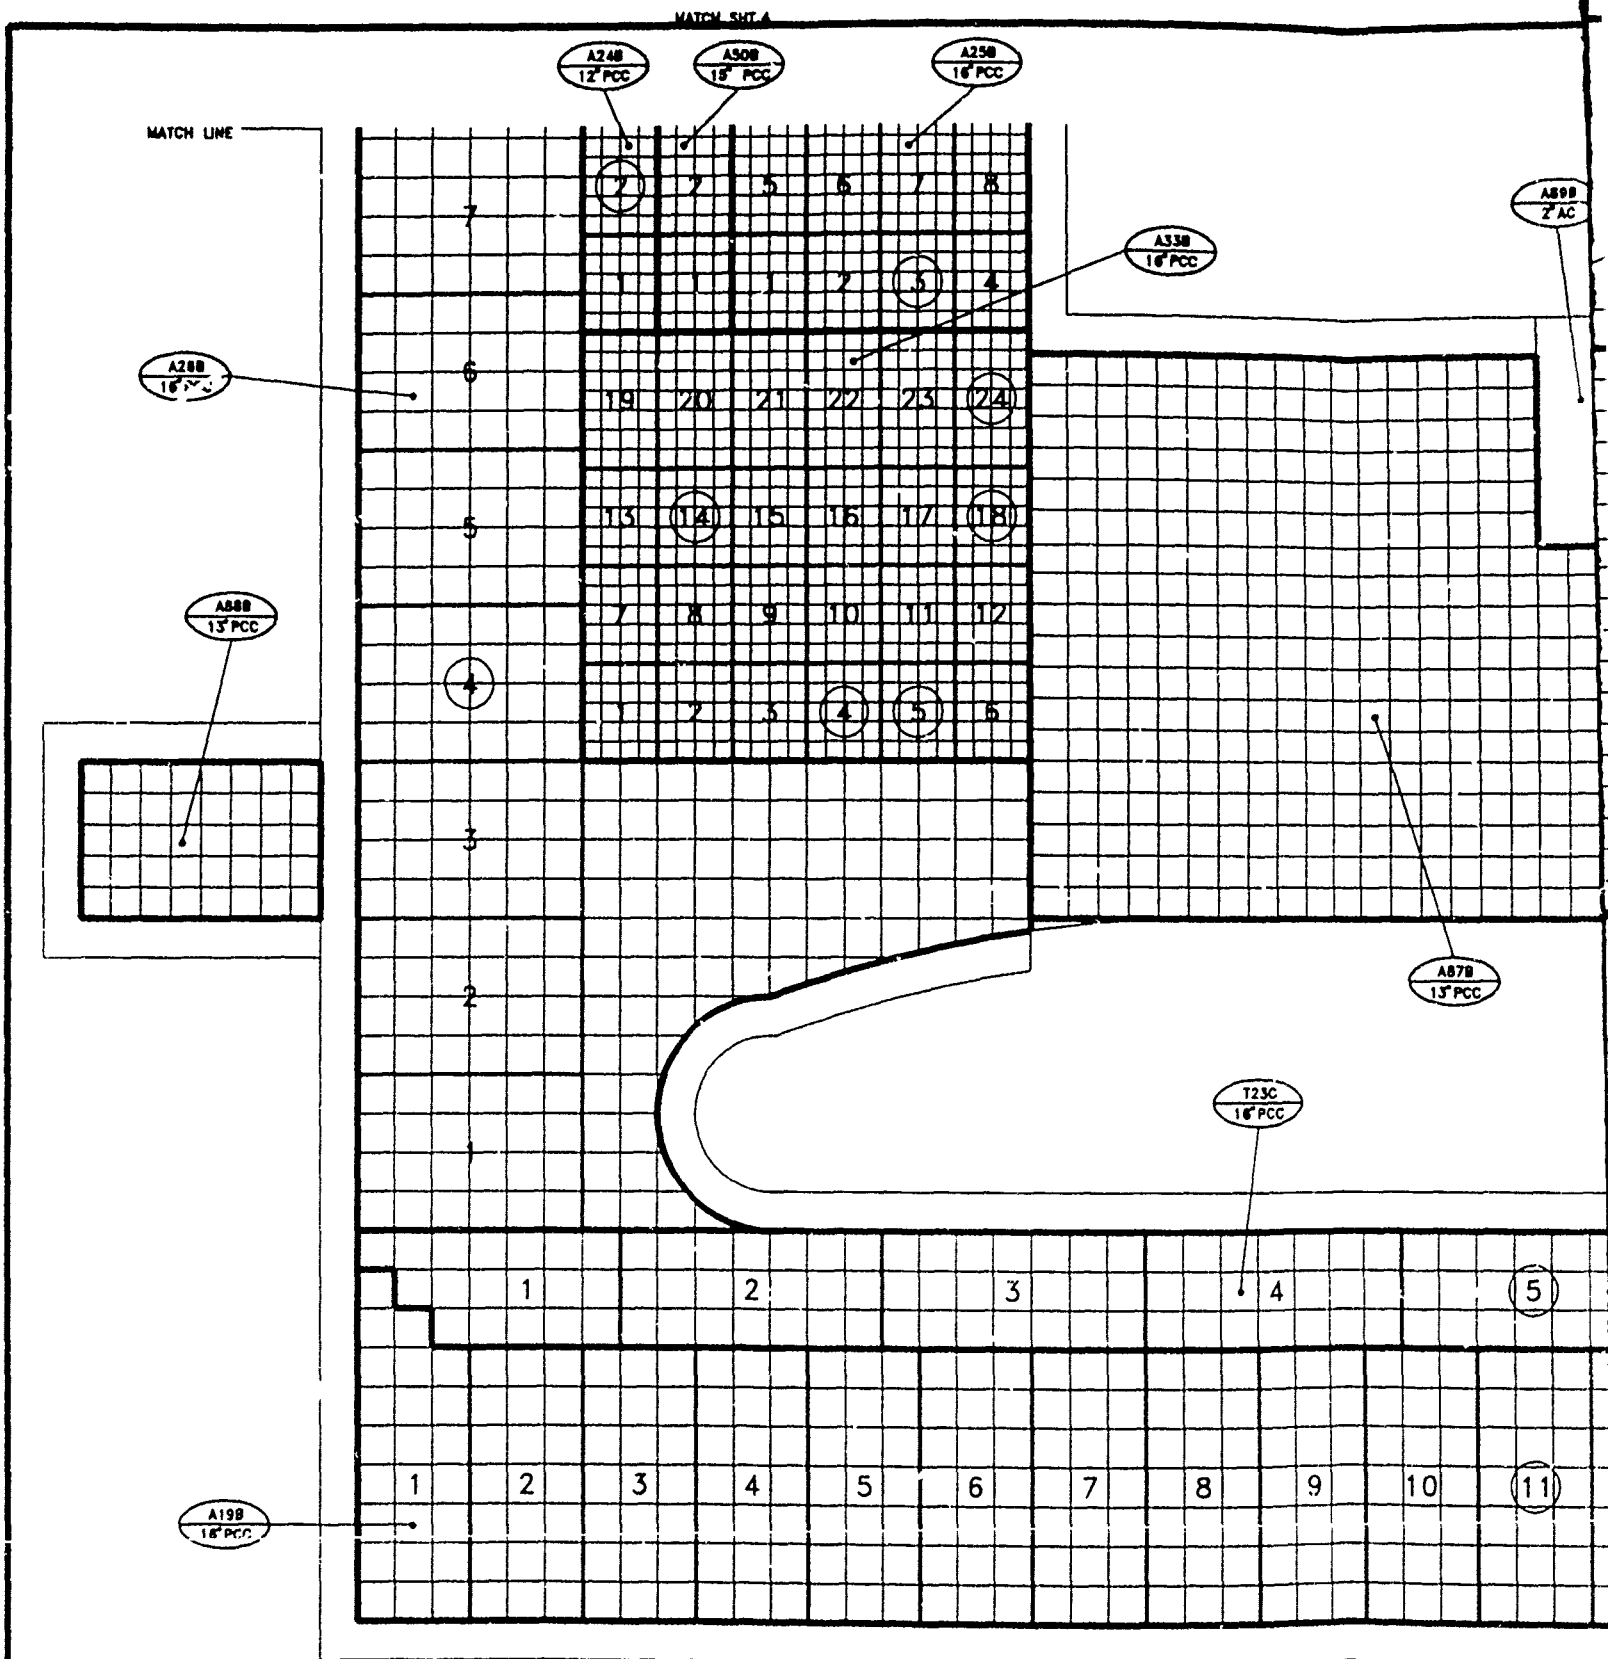 MATCH SHT A
A24B
12" PCC
A50B
15" PCC
A25B
16" PCC
MATCH LINE
A89B
2" AC
2 2 5 6 7 8
7
A33B
16" PCC
1 1 1 2 3 4
A28B
6
19 20 21 22 23 24
13 14 15 16 17 18
5
A88B
13" PCC
7 8 9 10 11 12
4
1 2 3 4 5 6
3
A87B
13" PCC
2
T23C
16" PCC
1
1 2 3 4 5
1 2 3 4 5 6 7 8 9 10 11
A19B
16" PCC